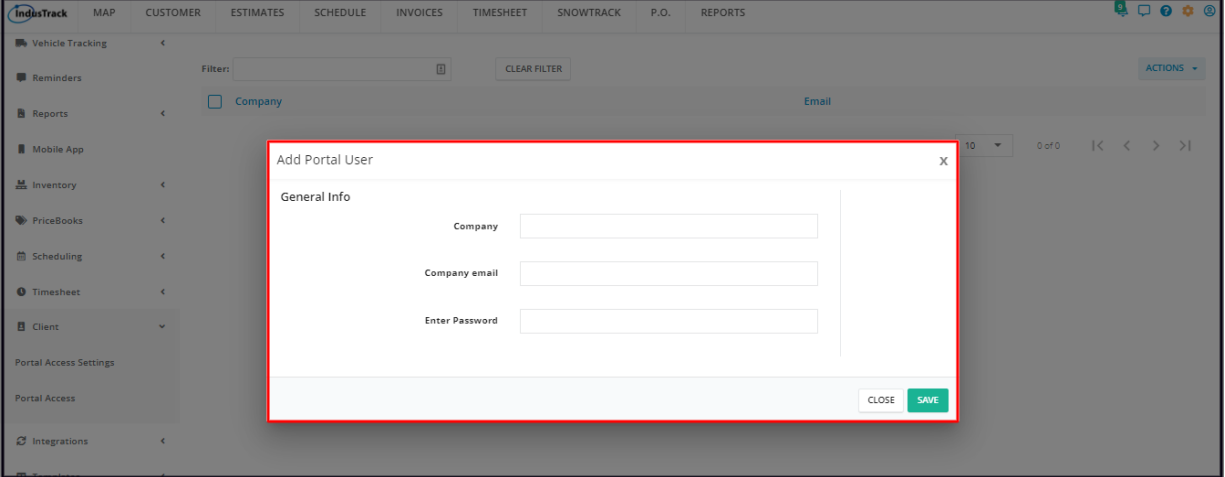 IndusTrack MAP CUSTOMER ESTIMATES SCHEDULE INVOICES TIMESHEET SNOWTRACK P.O. REPORTS 9
Vehicle Tracking
Filter: CLEAR FILTER ACTIONS
Reminders
Company Email
Reports
Mobile App
10 0 of 0
Add Portal User x
Inventory
General Info
PriceBooks
Company
Scheduling
Company email
Timesheet
Enter Password
Client
Portal Access Settings
Portal Access
CLOSE SAVE
Integrations
Templates